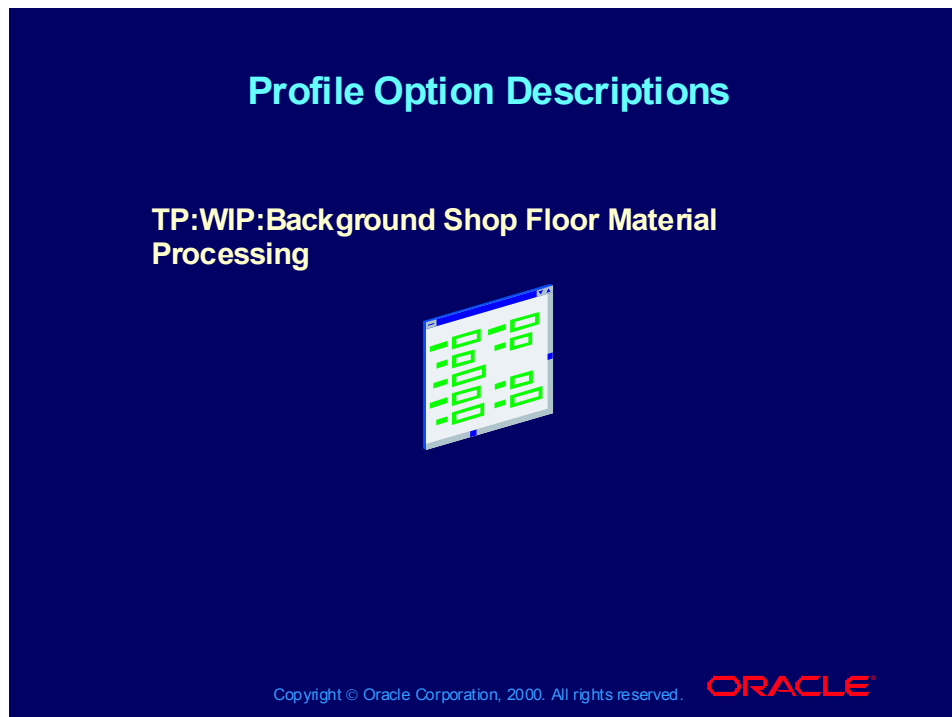 Profile Option Descriptions
TP:WIP:Background Shop Floor Material
Processing
Copyright © Oracle Corporation, 2000. All rights reserved.
ORACLE®